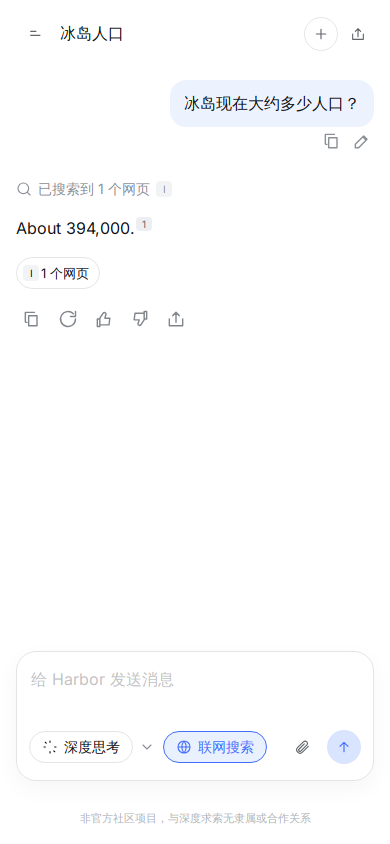 冰岛人口
冰岛现在大约多少人口？
已搜索到 1 个网页 I
About 394,000. 1
I 1 个网页
给 Harbor 发送消息
深度思考 联网搜索
非官方社区项目，与深度求索无隶属或合作关系